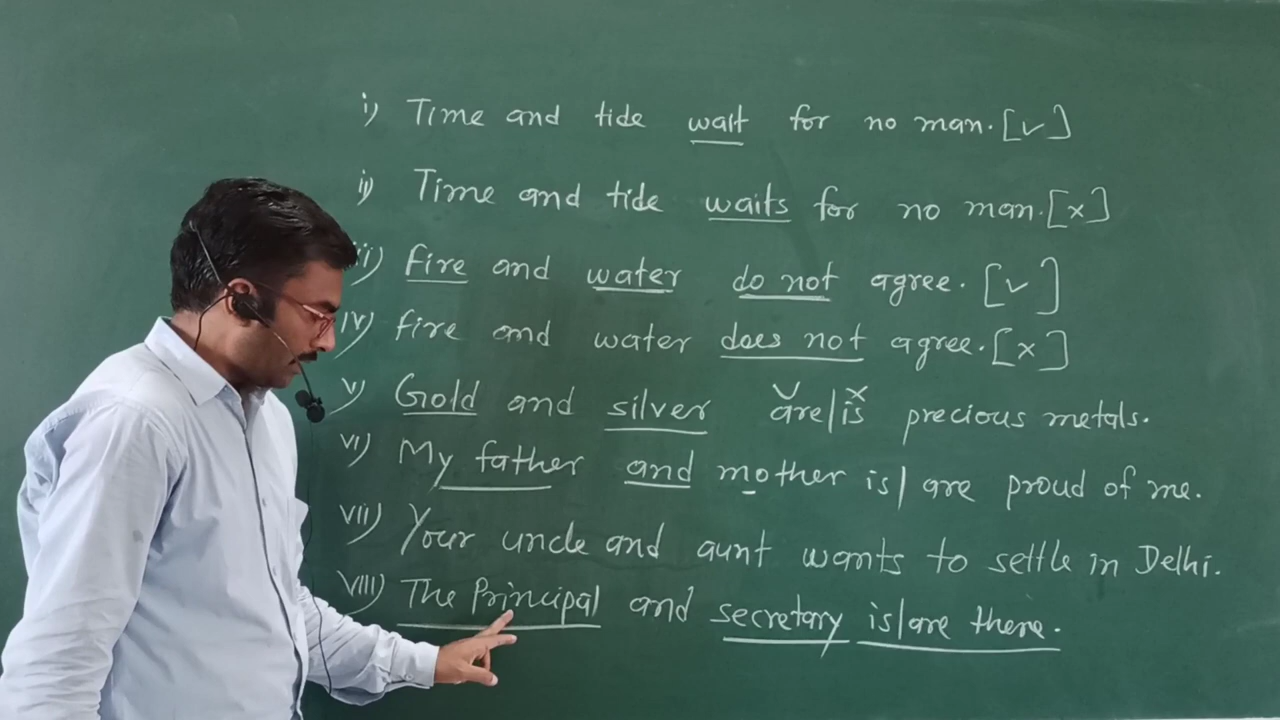 i) Time and tide wait for no man. [✓]
ii) Time and tide waits for no man. [x]
iii) Fire and water do not agree. [✓]
iv) fire and water does not agree. [x]
v) Gold and silver are/is precious metals.
vi) My father and mother is/are proud of me.
vii) Your uncle and aunt wants to settle in Delhi.
viii) The Principal and secretary is/are there.